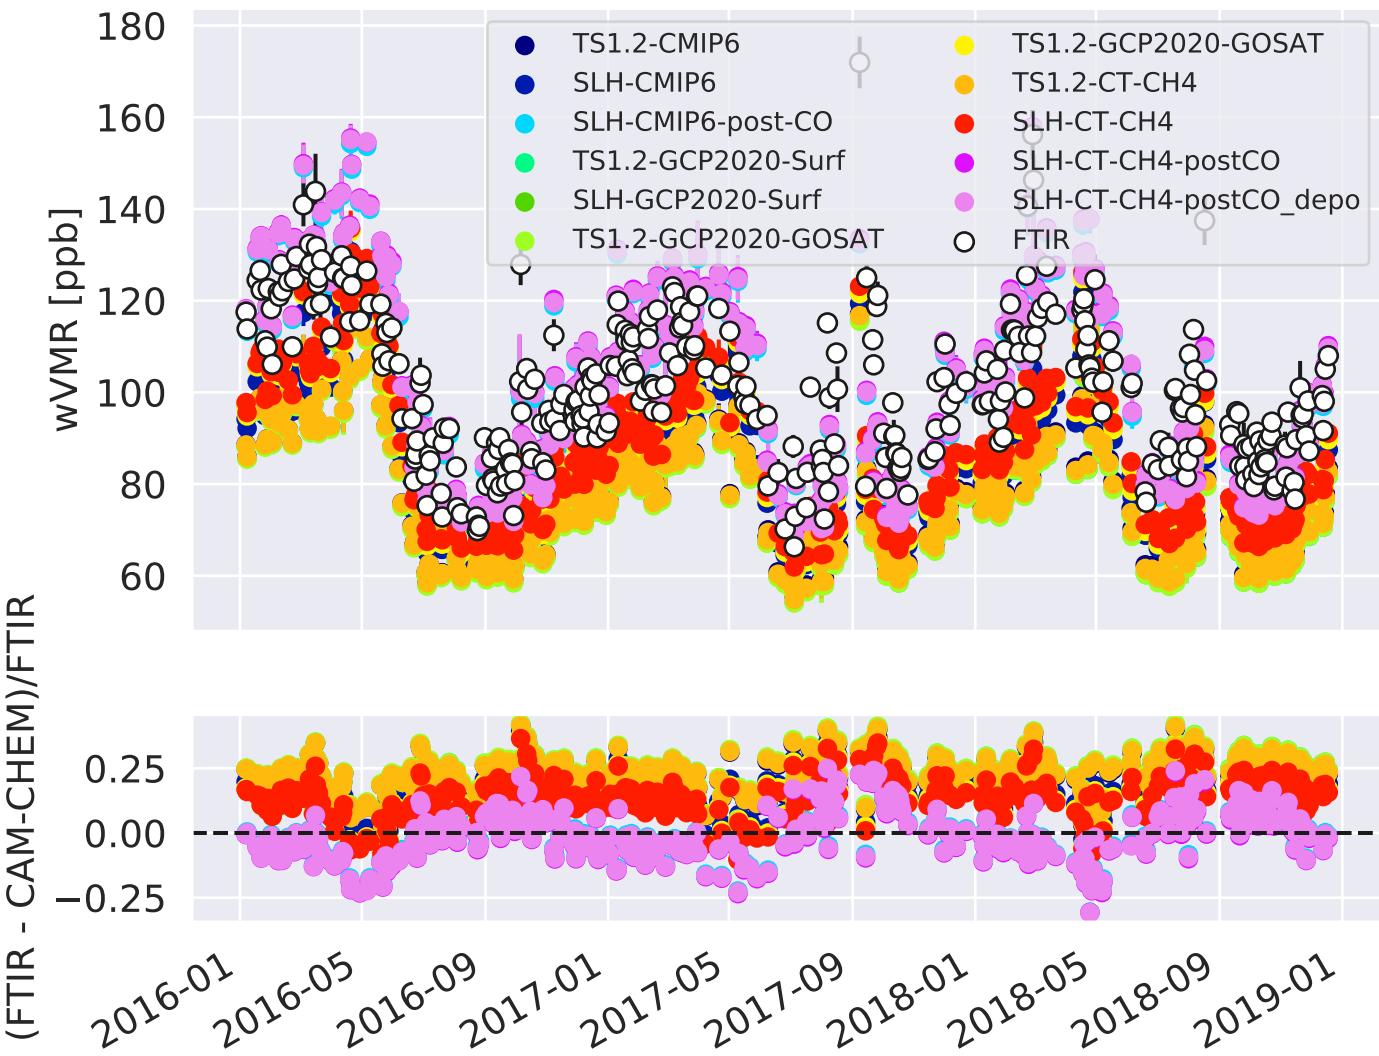 180
160
140
120
100
80
60
wVMR [ppb]
TS1.2-CMIP6
SLH-CMIP6
SLH-CMIP6-post-CO
TS1.2-GCP2020-Surf
SLH-GCP2020-Surf
TS1.2-GCP2020-GOSAT
TS1.2-GCP2020-GOSAT
TS1.2-CT-CH4
SLH-CT-CH4
SLH-CT-CH4-postCO
SLH-CT-CH4-postCO_depo
FTIR
0.25
0.00
−0.25
(FTIR - CAM-CHEM)/FTIR
2016-01
2016-05
2016-09
2017-01
2017-05
2017-09
2018-01
2018-05
2018-09
2019-01